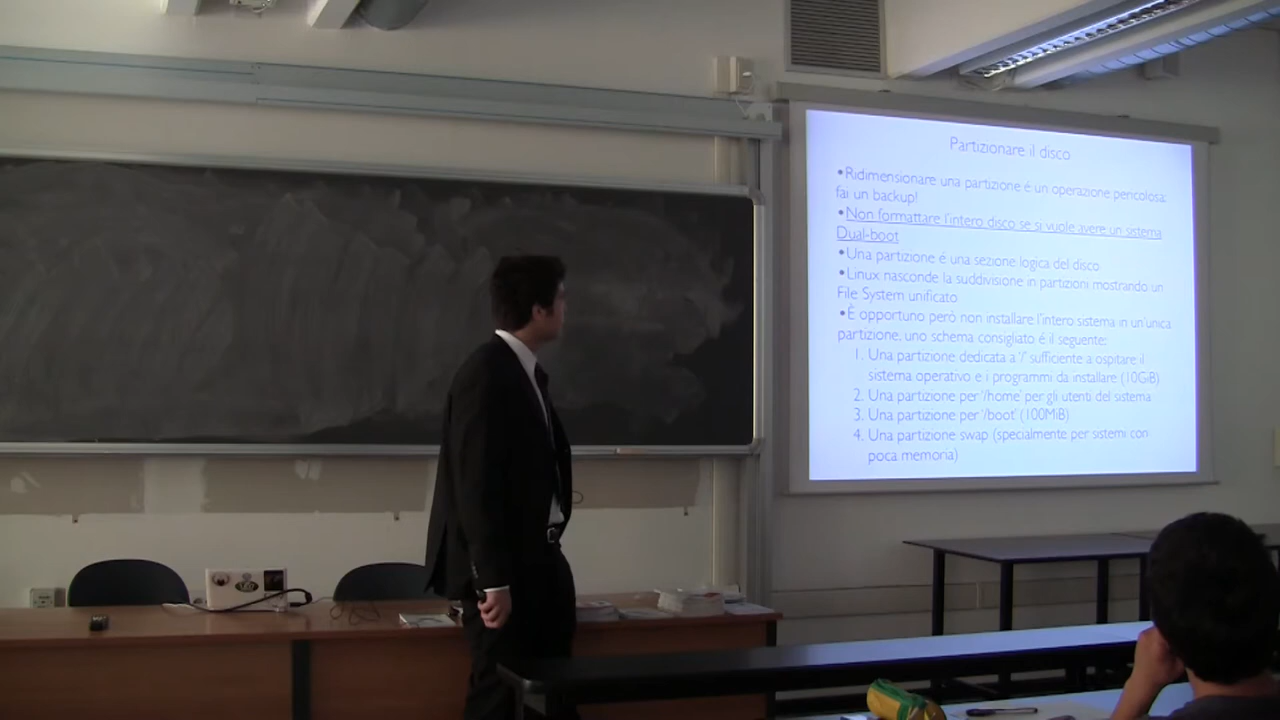 Partizionare il disco
•Ridimensionare una partizione é un operazione pericolosa:
fai un backup!
•Non formattare l'intero disco se si vuole avere un sistema
Dual-boot
•Una partizione é una sezione logica del disco
•Linux nasconde la suddivisione in partizioni mostrando un
File System unificato
•È opportuno però non installare l'intero sistema in un'unica
partizione, uno schema consigliato é il seguente:
1. Una partizione dedicata a '/' sufficiente a ospitare il
sistema operativo e i programmi da installare (10GiB)
2. Una partizione per '/home' per gli utenti del sistema
3. Una partizione per '/boot' (100MiB)
4. Una partizione swap (specialmente per sistemi con
poca memoria)